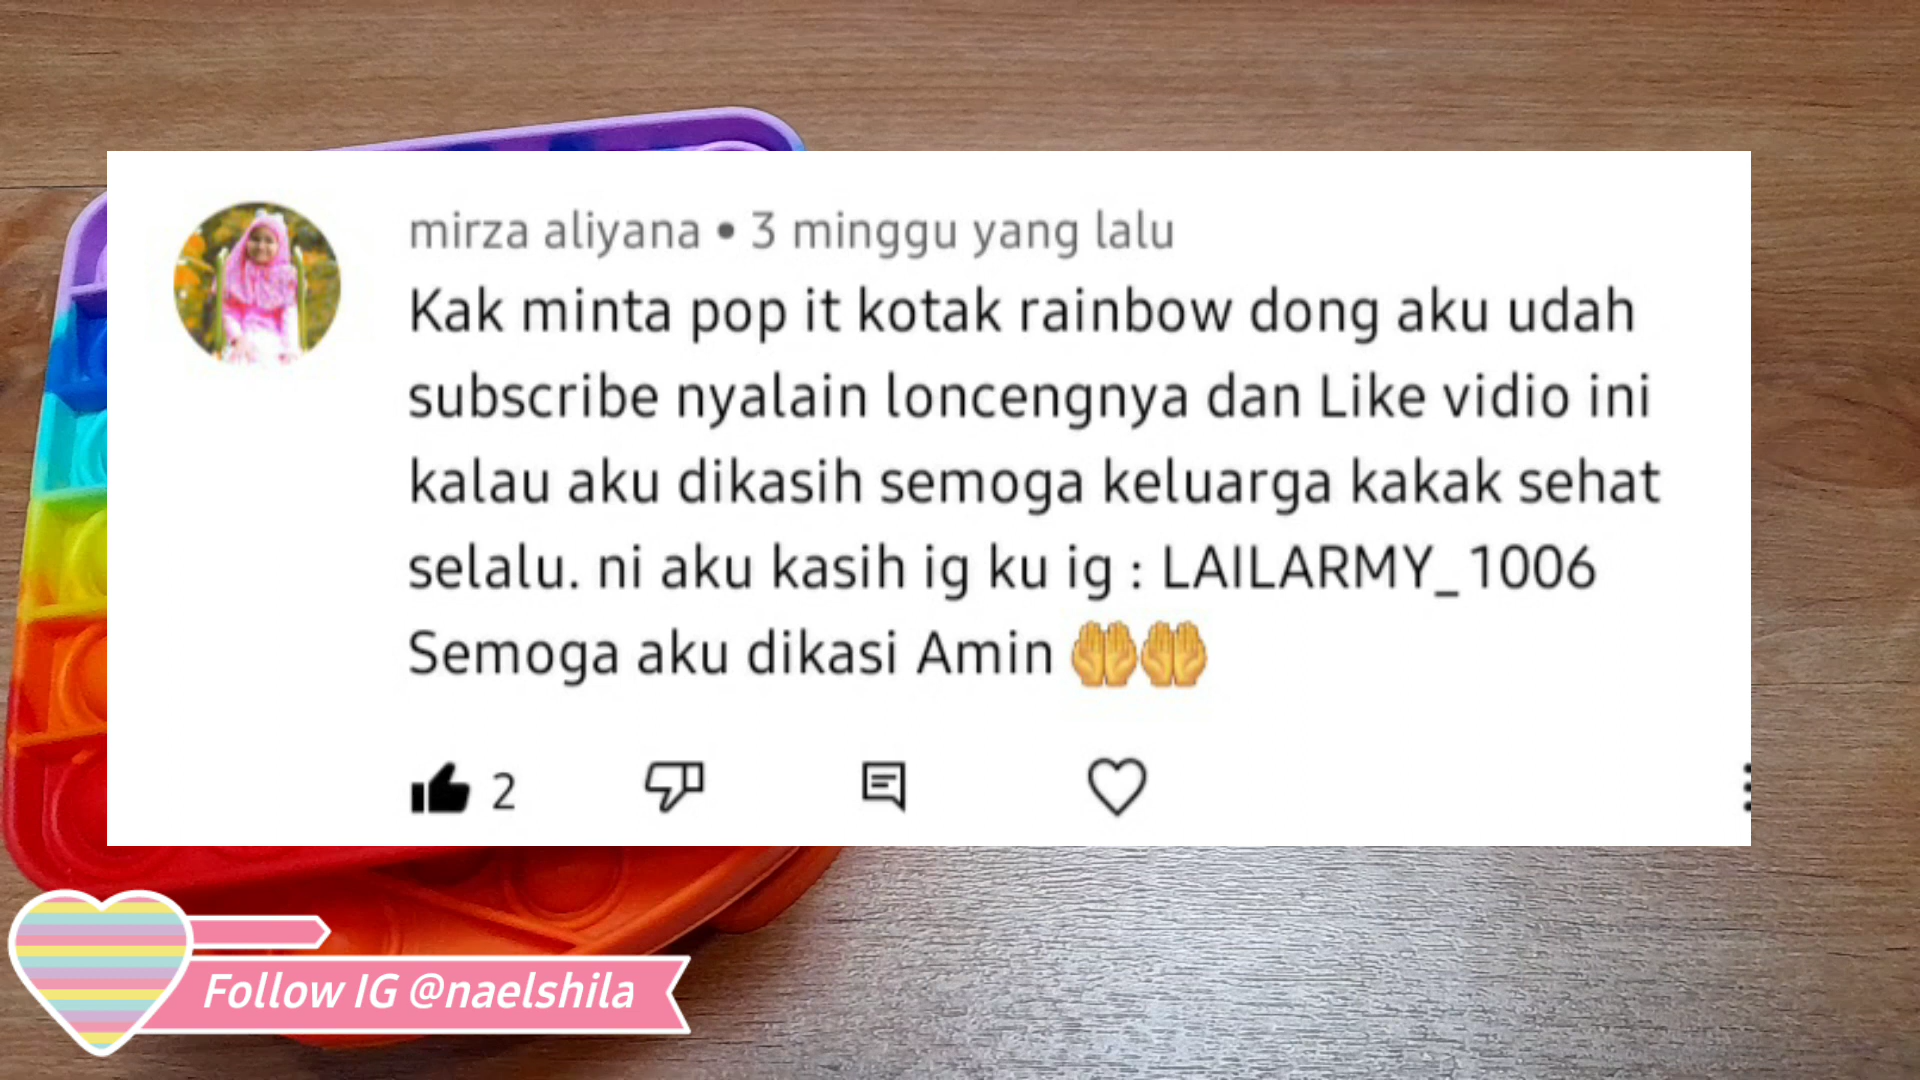 mirza aliyana • 3 minggu yang lalu
Kak minta pop it kotak rainbow dong aku udah
subscribe nyalain loncengnya dan Like vidio ini
kalau aku dikasih semoga keluarga kakak sehat
selalu. ni aku kasih ig ku ig : LAILARMY_1006
Semoga aku dikasi Amin 🤲🤲
2
Follow IG @naelshila